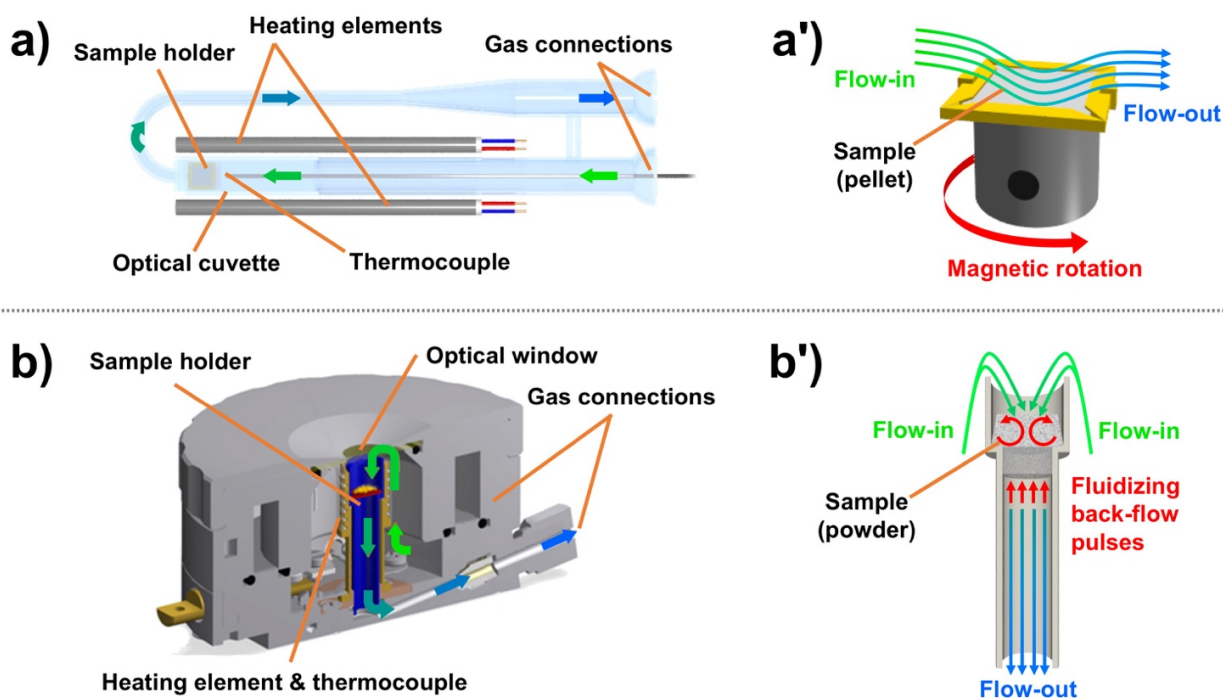 a)
Sample holder
Heating elements
Gas connections
Optical cuvette
Thermocouple
a')
Flow-in
Flow-out
Sample
(pellet)
Magnetic rotation
b)
Sample holder
Optical window
Gas connections
Heating element & thermocouple
b')
Flow-in
Flow-in
Sample
(powder)
Fluidizing
back-flow
pulses
Flow-out